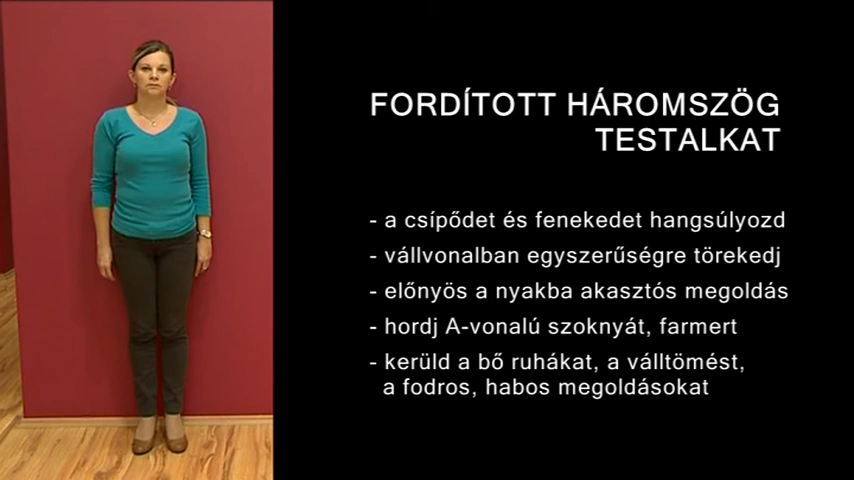 FORDÍTOTT HÁROMSZÖG
TESTALKAT
- a csípődet és fenekedet hangsúlyozd
- vállvonalban egyszerűségre törekedj
- előnyös a nyakba akasztós megoldás
- hordj A-vonalú szoknyát, farmert
- kerüld a bő ruhákat, a válltömést,
a fodros, habos megoldásokat